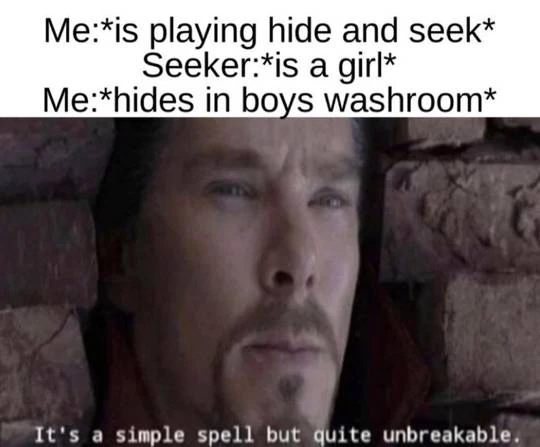 Me:*is playing hide and seek*
Seeker:*is a girl*
Me:*hides in boys washroom*
It's a simple spell but quite unbreakable.